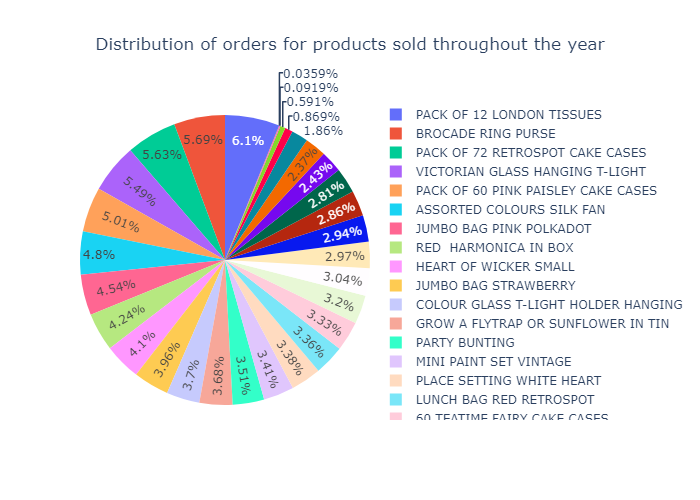 Distribution of orders for products sold throughout the year
0.0359%
0.0919%
0.591%
0.869%
1.86%
6.1%
5.69%
5.63%
5.49%
5.01%
4.8%
4.54%
4.24%
4.1%
3.96%
3.7%
3.68%
3.51%
3.41%
3.38%
3.36%
3.33%
3.2%
3.04%
2.97%
2.94%
2.86%
2.81%
2.43%
2.37%
PACK OF 12 LONDON TISSUES
BROCADE RING PURSE
PACK OF 72 RETROSPOT CAKE CASES
VICTORIAN GLASS HANGING T-LIGHT
PACK OF 60 PINK PAISLEY CAKE CASES
ASSORTED COLOURS SILK FAN
JUMBO BAG PINK POLKADOT
RED  HARMONICA IN BOX
HEART OF WICKER SMALL
JUMBO BAG STRAWBERRY
COLOUR GLASS T-LIGHT HOLDER HANGING
GROW A FLYTRAP OR SUNFLOWER IN TIN
PARTY BUNTING
MINI PAINT SET VINTAGE
PLACE SETTING WHITE HEART
LUNCH BAG RED RETROSPOT
60 TEATIME FAIRY CAKE CASES